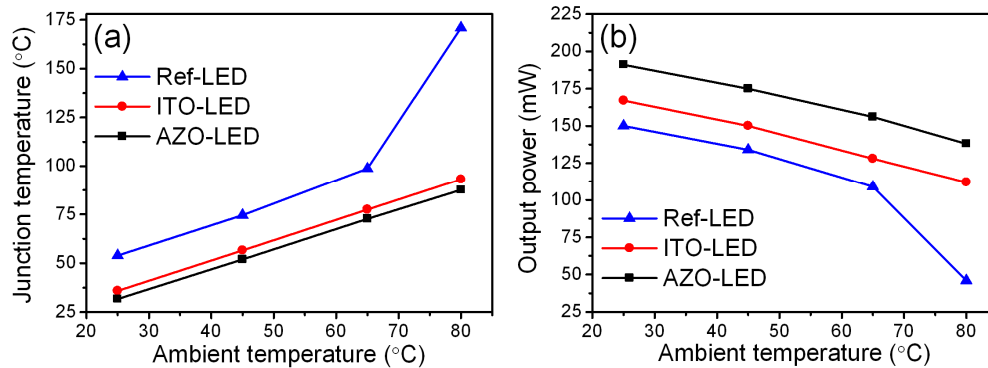 (a)
Junction temperature (°C)
175
150
125
100
75
50
25
Ref-LED
ITO-LED
AZO-LED
20 30 40 50 60 70 80
Ambient temperature (°C)
(b)
Output power (mW)
225
200
175
150
125
100
75
50
25
Ref-LED
ITO-LED
AZO-LED
20 30 40 50 60 70 80
Ambient temperature (°C)